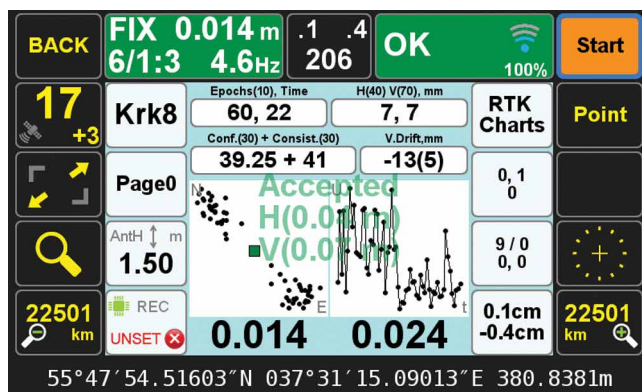 BACK
FIX 0.014 m
6/1:3 4.6Hz
.1 .4
206
OK
100%
Start
17
+3
Krk8
Epochs(10), Time
60, 22
H(40) V(70), mm
7, 7
RTK
Charts
Point
Conf.(30) + Consist.(30)
39.25 + 41
V.Drift,mm
-13(5)
Page0
0, 1
0
N
U
Accepted
AntH m
1.50
9 / 0
0, 0
E
t
22501
km
REC
UNSET
0.014
0.024
0.1cm
-0.4cm
22501
km
55°47′54.51603″N 037°31′15.09013″E 380.8381m